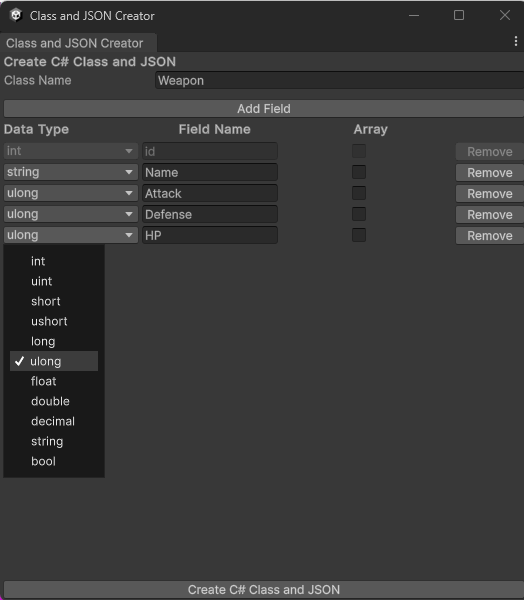 Class and JSON Creator
Class and JSON Creator
Create C# Class and JSON
Class Name Weapon
Add Field
Data Type Field Name Array
int id Remove
string Name Remove
ulong Attack Remove
ulong Defense Remove
ulong HP Remove
int
uint
short
ushort
long
ulong
float
double
decimal
string
bool
Create C# Class and JSON